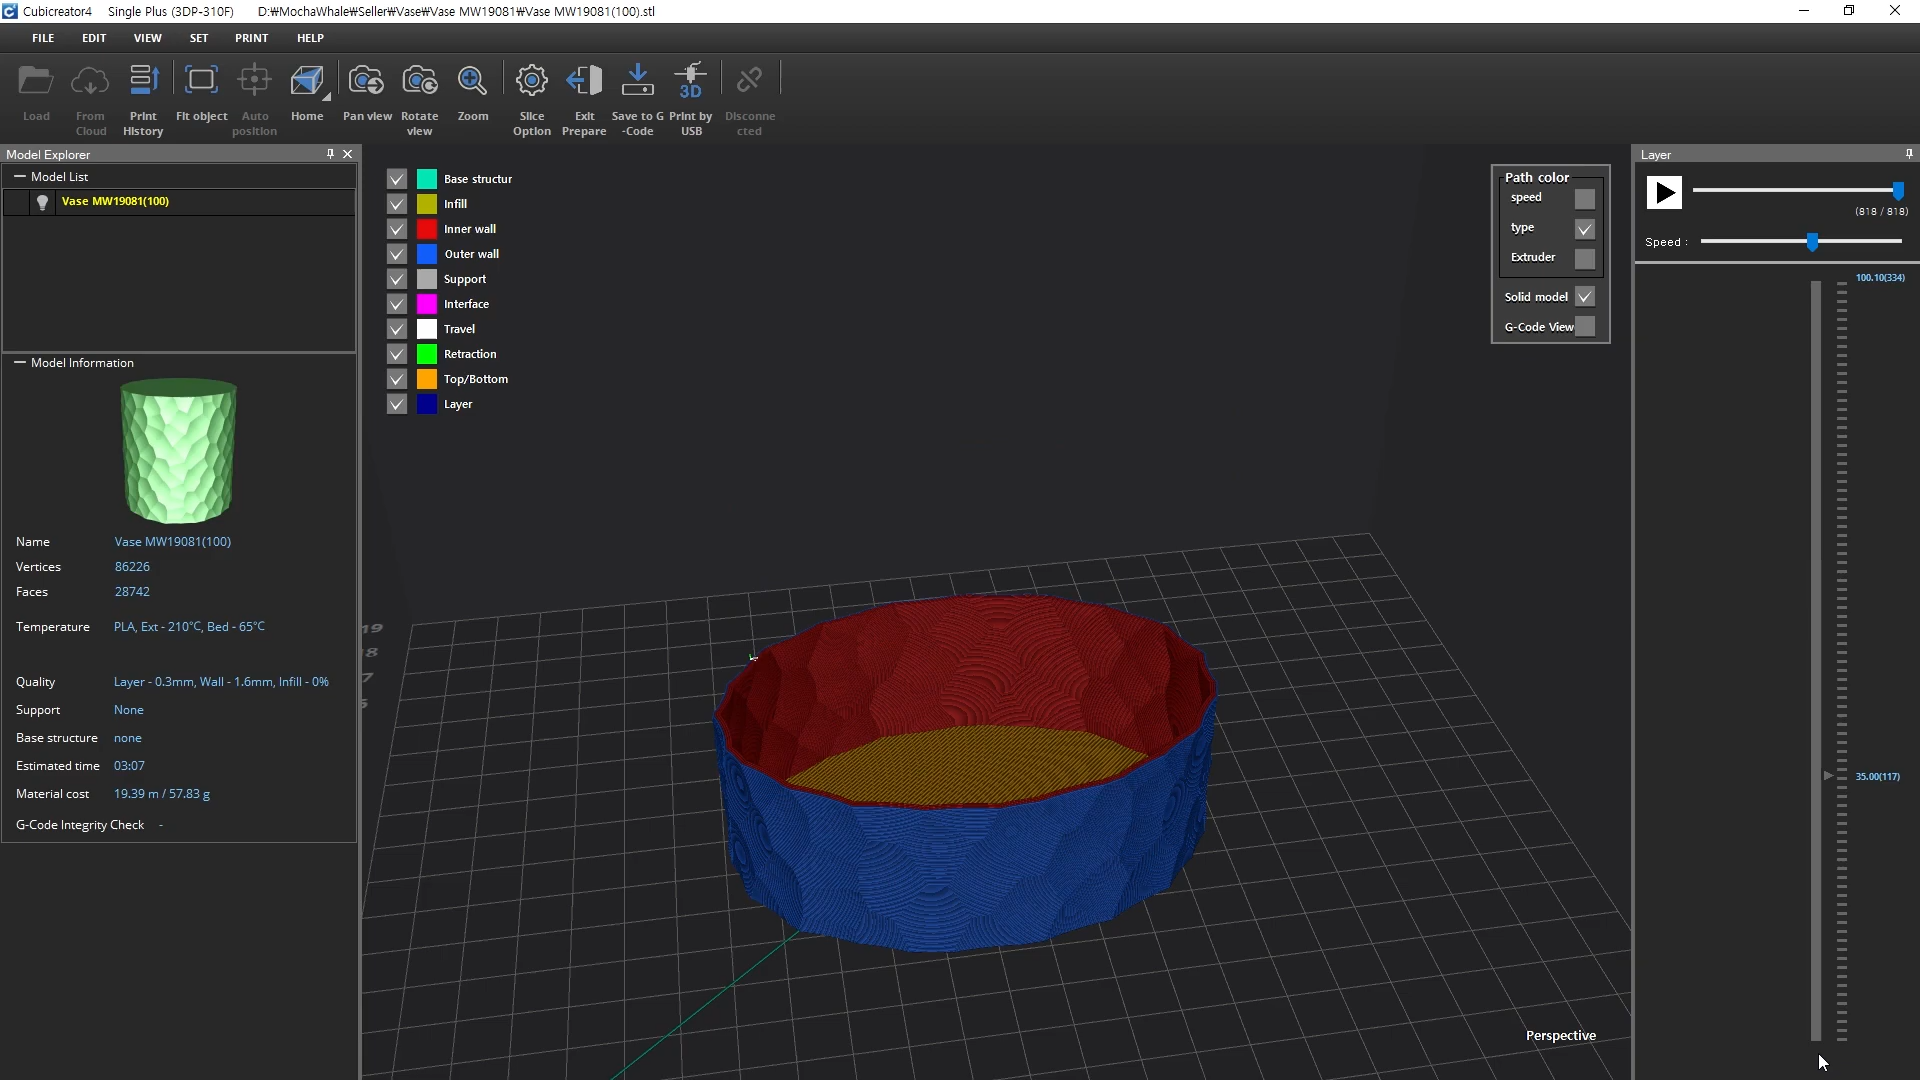 Cubicreator4 Single Plus (3DP-310F) D:₩MochaWhale₩Seller₩Vase₩Vase MW19081₩Vase MW19081(100).stl
FILE EDIT VIEW SET PRINT HELP
Load
From Cloud
Print History
Fit object
Auto position
Home
Pan view
Rotate view
Zoom
Slice Option
Exit Prepare
Save to G-Code
Print by USB
3D
Disconnected
Model Explorer
Model List
Vase MW19081(100)
Model Information
Name Vase MW19081(100)
Vertices 86226
Faces 28742
Temperature PLA, Ext - 210℃, Bed - 65℃
Quality Layer - 0.3mm, Wall - 1.6mm, Infill - 0%
Support None
Base structure none
Estimated time 03:07
Material cost 19.39 m / 57.83 g
G-Code Integrity Check -
Base structur
Infill
Inner wall
Outer wall
Support
Interface
Travel
Retraction
Top/Bottom
Layer
Path color
speed
type
Extruder
Solid model
G-Code View
Perspective
Layer
(818 / 818)
Speed :
100.10(334)
35.00(117)